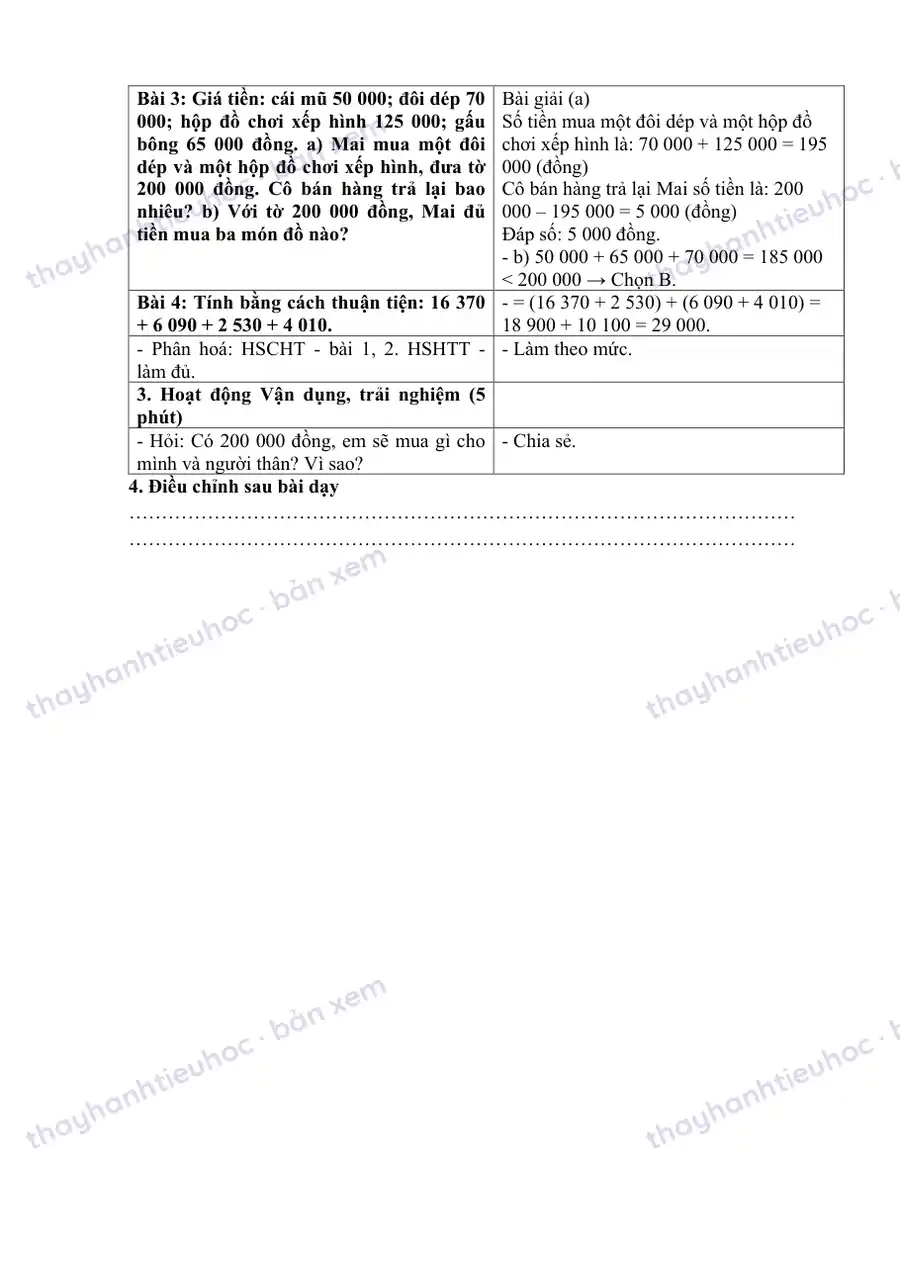 Bài 3: Giá tiền: cái mũ 50 000; đôi dép 70
000; hộp đồ chơi xếp hình 125 000; gấu
bông 65 000 đồng. a) Mai mua một đôi
dép và một hộp đồ chơi xếp hình, đưa tờ
200 000 đồng. Cô bán hàng trả lại bao
nhiêu? b) Với tờ 200 000 đồng, Mai đủ
tiền mua ba món đồ nào?
Bài giải (a)
Số tiền mua một đôi dép và một hộp đồ
chơi xếp hình là: 70 000 + 125 000 = 195
000 (đồng)
Cô bán hàng trả lại Mai số tiền là: 200
000 – 195 000 = 5 000 (đồng)
Đáp số: 5 000 đồng.
- b) 50 000 + 65 000 + 70 000 = 185 000
< 200 000 → Chọn B.
Bài 4: Tính bằng cách thuận tiện: 16 370
+ 6 090 + 2 530 + 4 010.
- = (16 370 + 2 530) + (6 090 + 4 010) =
18 900 + 10 100 = 29 000.
- Phân hoá: HSCHT - bài 1, 2. HSHTT -
làm đủ.
- Làm theo mức.
3. Hoạt động Vận dụng, trải nghiệm (5
phút)
- Hỏi: Có 200 000 đồng, em sẽ mua gì cho
mình và người thân? Vì sao?
- Chia sẻ.
4. Điều chỉnh sau bài dạy
thayhanhtieuhoc · bản xem
thayhanhtieuhoc · b
thayhanhtieuhoc · bản xem
thayhanhtieuhoc · b
thayhanhtieuhoc · bản xem
thayhanhtieuhoc · b